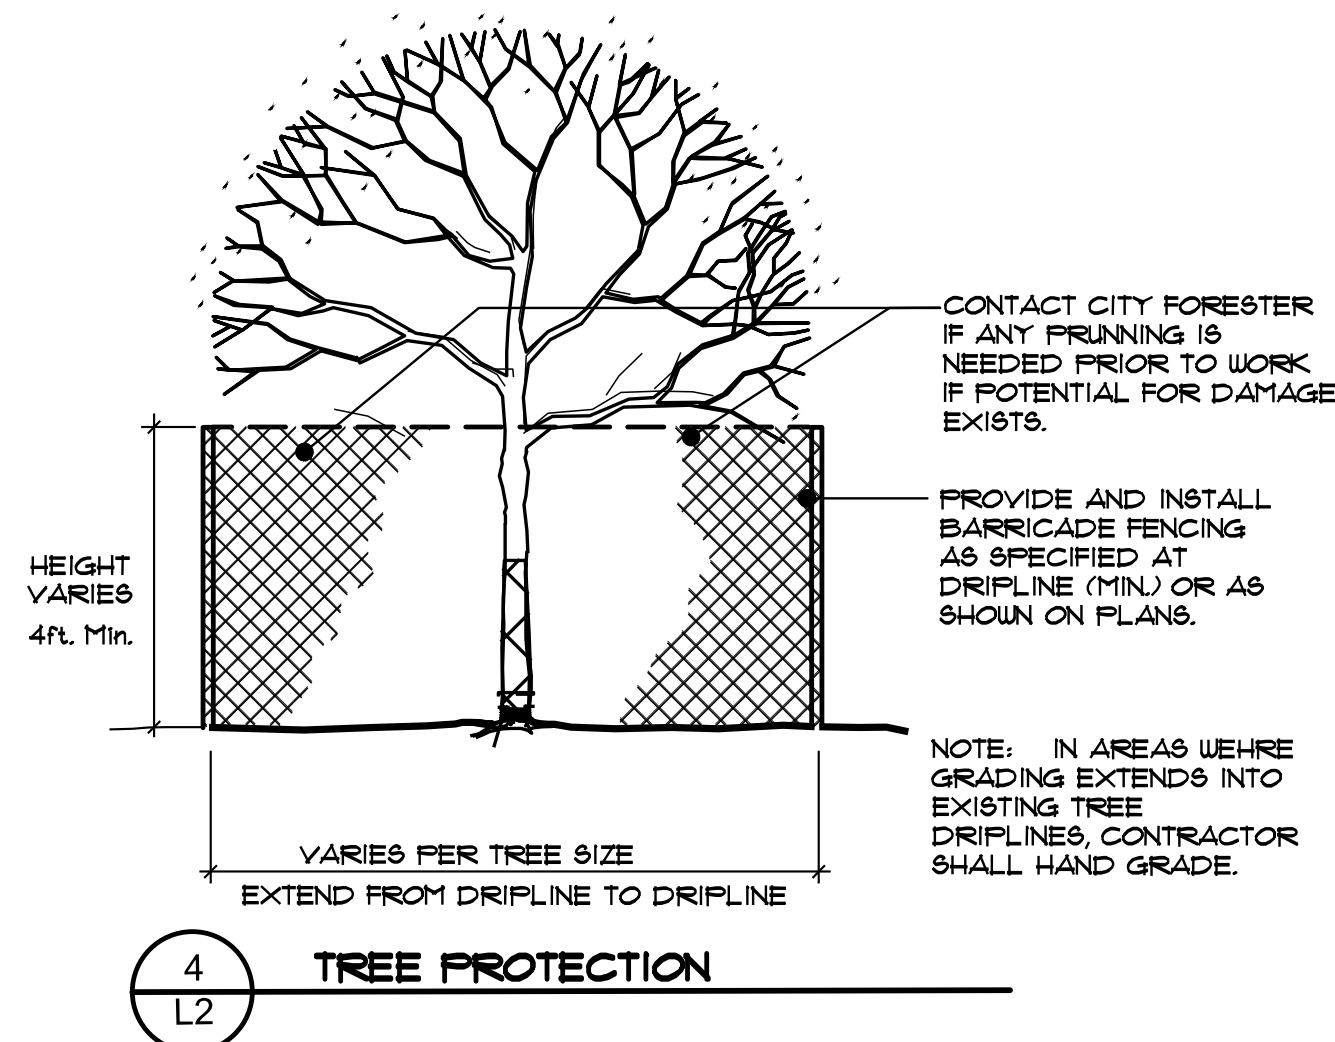 CONTACT CITY FORESTER
IF ANY PRUNNING IS
NEEDED PRIOR TO WORK
IF POTENTIAL FOR DAMAGE
EXISTS.
PROVIDE AND INSTALL
BARRICADE FENCING
AS SPECIFIED AT
DRIPLINE (MIN.) OR AS
SHOWN ON PLANS.
HEIGHT
VARIES
4ft. Min.
NOTE: IN AREAS WEHRE
GRADING EXTENDS INTO
EXISTING TREE
DRIPLINES, CONTRACTOR
SHALL HAND GRADE.
VARIES PER TREE SIZE
EXTEND FROM DRIPLINE TO DRIPLINE
4
L2
TREE PROTECTION